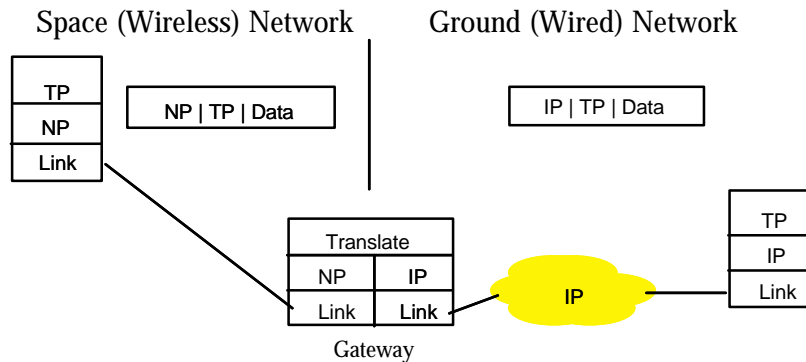 Space (Wireless) Network
Ground (Wired) Network
TP
NP
Link
NP | TP | Data
IP | TP | Data
Translate
NP
IP
Link
Link
Gateway
IP
TP
IP
Link